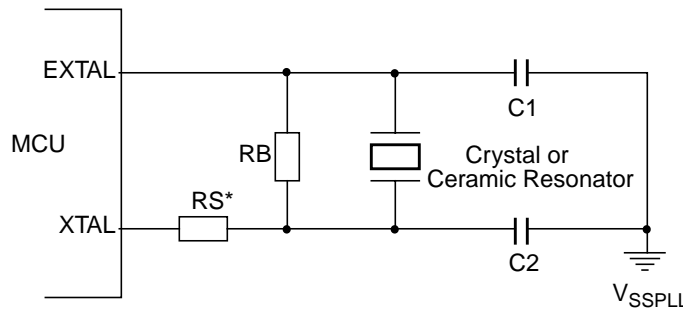 EXTAL
C1
MCU
RB
Crystal or
Ceramic Resonator
RS*
XTAL
C2
VSSPLL